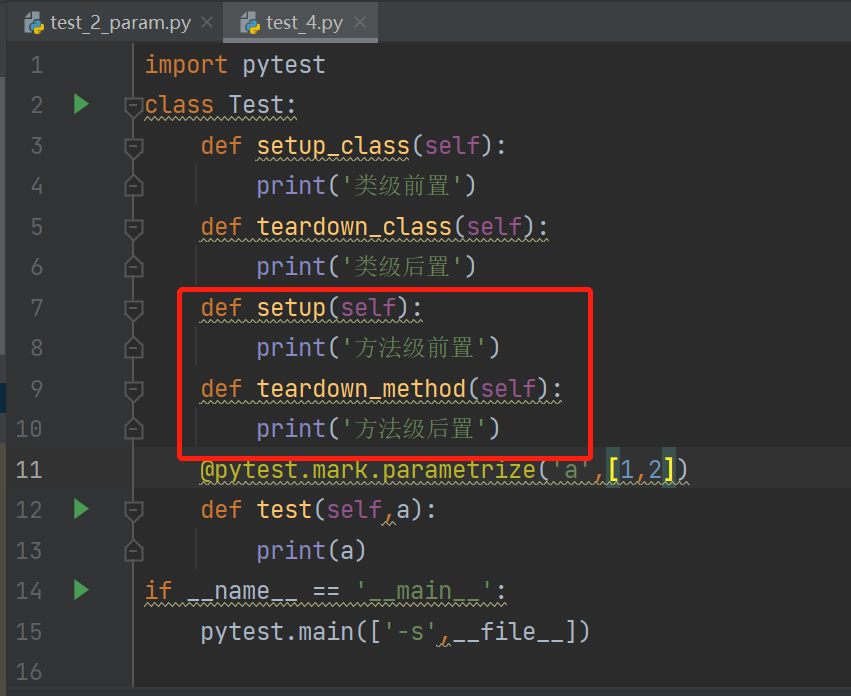 test_2_param.py test_4.py
1 import pytest
2 class Test:
3 def setup_class(self):
4 print('类级前置')
5 def teardown_class(self):
6 print('类级后置')
7 def setup(self):
8 print('方法级前置')
9 def teardown_method(self):
10 print('方法级后置')
11 @pytest.mark.parametrize('a',[1,2])
12 def test(self,a):
13 print(a)
14 if __name__ == '__main__':
15 pytest.main(['-s',__file__])
16